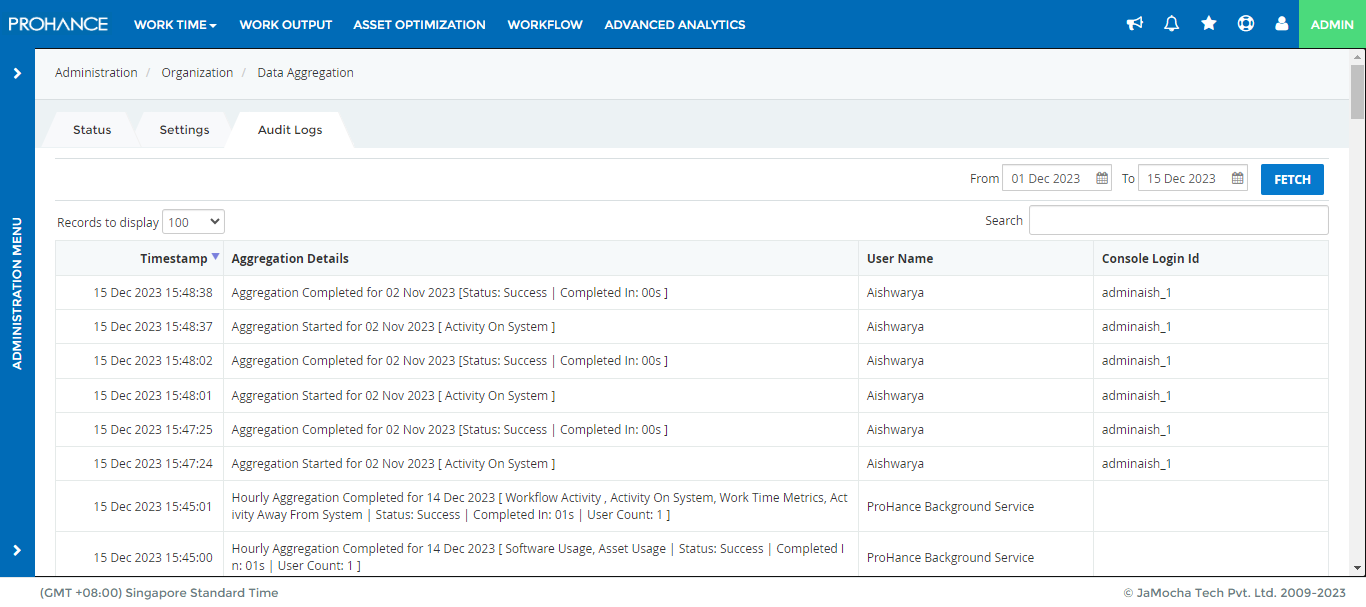 PROHANCE WORK TIME WORK OUTPUT ASSET OPTIMIZATION WORKFLOW ADVANCED ANALYTICS ADMIN
Administration / Organization / Data Aggregation
Status Settings Audit Logs
From 01 Dec 2023 To 15 Dec 2023 FETCH
Records to display 100 Search
ADMINISTRATION MENU
Timestamp Aggregation Details User Name Console Login Id
15 Dec 2023 15:48:38 Aggregation Completed for 02 Nov 2023 [Status: Success | Completed In: 00s ] Aishwarya adminaish_1
15 Dec 2023 15:48:37 Aggregation Started for 02 Nov 2023 [ Activity On System ] Aishwarya adminaish_1
15 Dec 2023 15:48:02 Aggregation Completed for 02 Nov 2023 [Status: Success | Completed In: 00s ] Aishwarya adminaish_1
15 Dec 2023 15:48:01 Aggregation Started for 02 Nov 2023 [ Activity On System ] Aishwarya adminaish_1
15 Dec 2023 15:47:25 Aggregation Completed for 02 Nov 2023 [Status: Success | Completed In: 00s ] Aishwarya adminaish_1
15 Dec 2023 15:47:24 Aggregation Started for 02 Nov 2023 [ Activity On System ] Aishwarya adminaish_1
15 Dec 2023 15:45:01 Hourly Aggregation Completed for 14 Dec 2023 [ Workflow Activity , Activity On System, Work Time Metrics, Act
ivity Away From System | Status: Success | Completed In: 01s | User Count: 1 ] ProHance Background Service
15 Dec 2023 15:45:00 Hourly Aggregation Completed for 14 Dec 2023 [ Software Usage, Asset Usage | Status: Success | Completed I
n: 01s | User Count: 1 ] ProHance Background Service
(GMT +08:00) Singapore Standard Time © JaMocha Tech Pvt. Ltd. 2009-2023